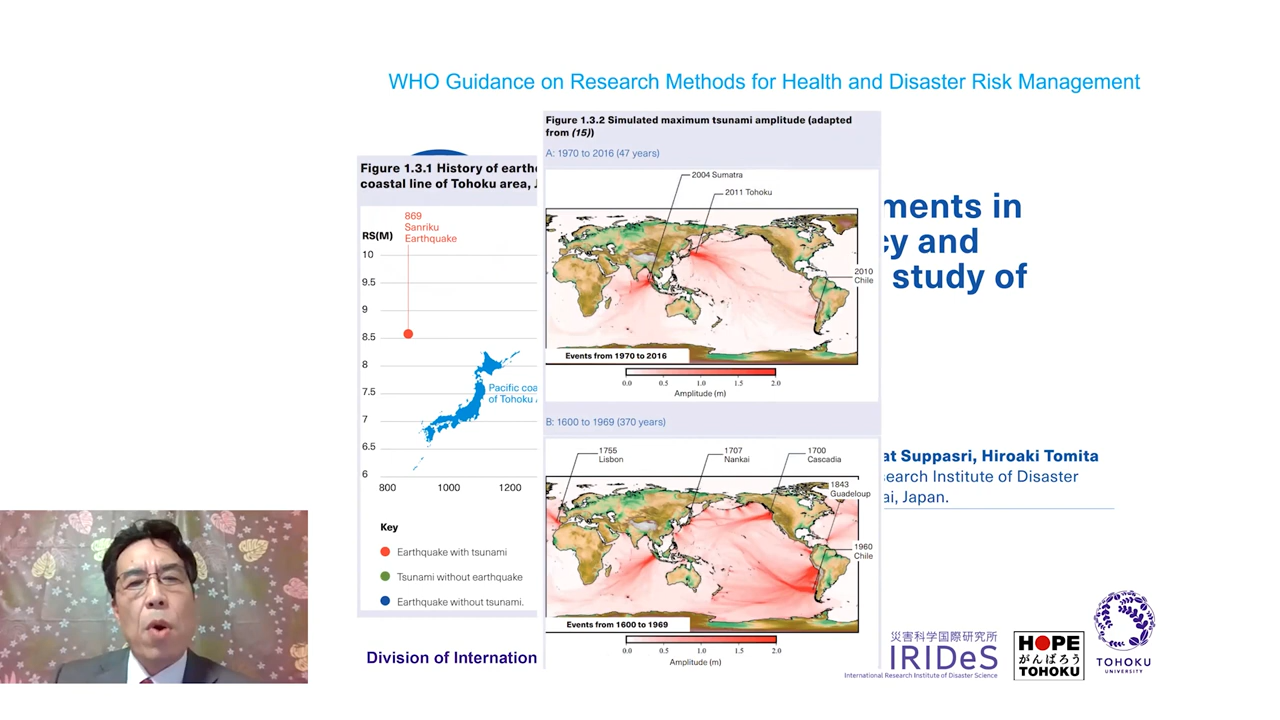 WHO Guidance on Research Methods for Health and Disaster Risk Management
Figure 1.3.1 History of earth
coastal line of Tohoku area,
869
Sanriku
Earthquake
RS(M)
10
9.5
9
8.5
8
7.5
7
6.5
6
Pacific coa
of Tohoku
800 1000 1200
Key
Earthquake with tsunami
Tsunami without earthquake
Earthquake without tsunami.
Figure 1.3.2 Simulated maximum tsunami amplitude (adapted
from (15))
A: 1970 to 2016 (47 years)
2004 Sumatra
2011 Tohoku
2010
Chile
Events from 1970 to 2016
0.0 0.5 1.0 1.5 2.0
Amplitude (m)
B: 1600 to 1969 (370 years)
1755
Lisbon
1707
Nankai
1700
Cascadia
1843
Guadeloup
1960
Chile
Events from 1600 to 1969
0.0 0.5 1.0 1.5 2.0
Amplitude (m)
ments in
cy and
study of
at Suppasri, Hiroaki Tomita
search Institute of Disaster
ai, Japan.
Division of Internation
災害科学国際研究所
IRIDeS
International Research Institute of Disaster Science
HOPE
がんばろう
TOHOKU
TOHOKU
UNIVERSITY